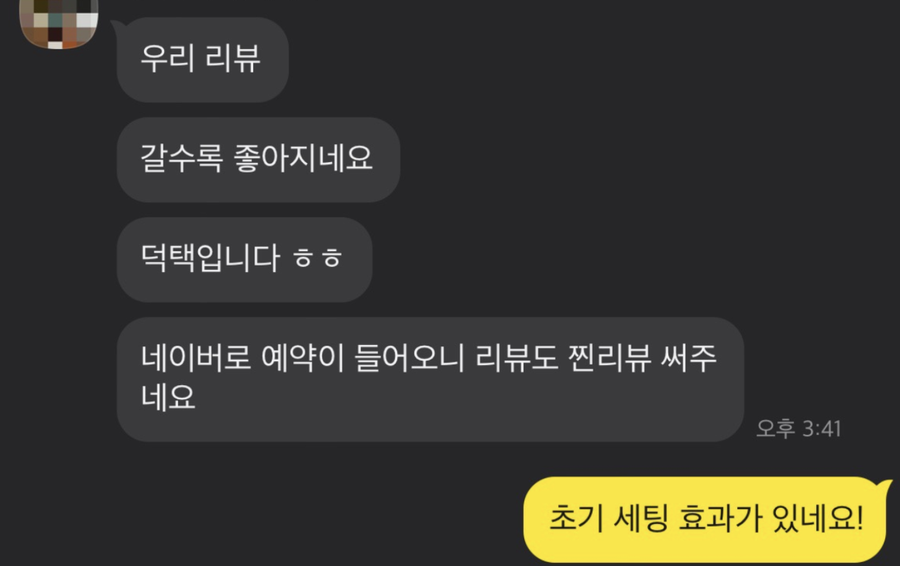 우리 리뷰
갈수록 좋아지네요
덕택입니다 ㅎㅎ
네이버로 예약이 들어오니 리뷰도 찐리뷰 써주
네요
오후 3:41
초기 세팅 효과가 있네요!